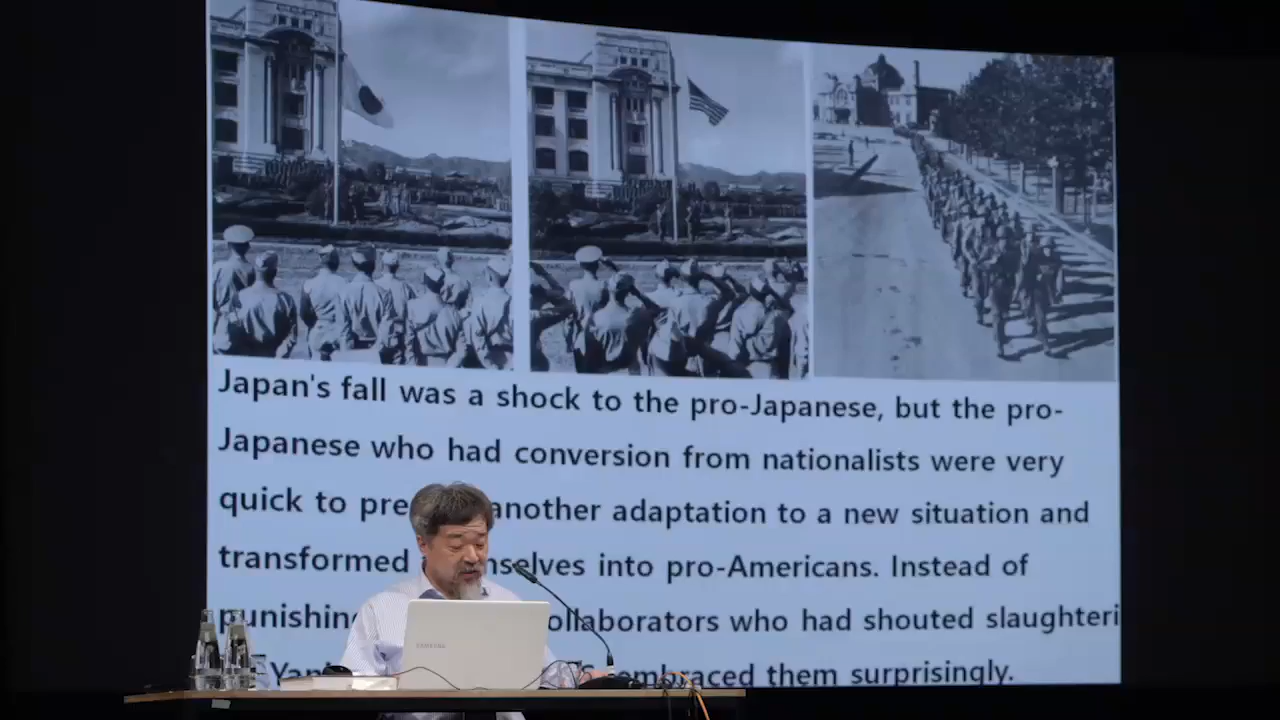 Japan's fall was a shock to the pro-Japanese, but the pro-
Japanese who had conversion from nationalists were very
quick to pre another adaptation to a new situation and
transformed nselves into pro-Americans. Instead of
punishing ollaborators who had shouted slaughteri
Yan embraced them surprisingly.
SAMSUNG